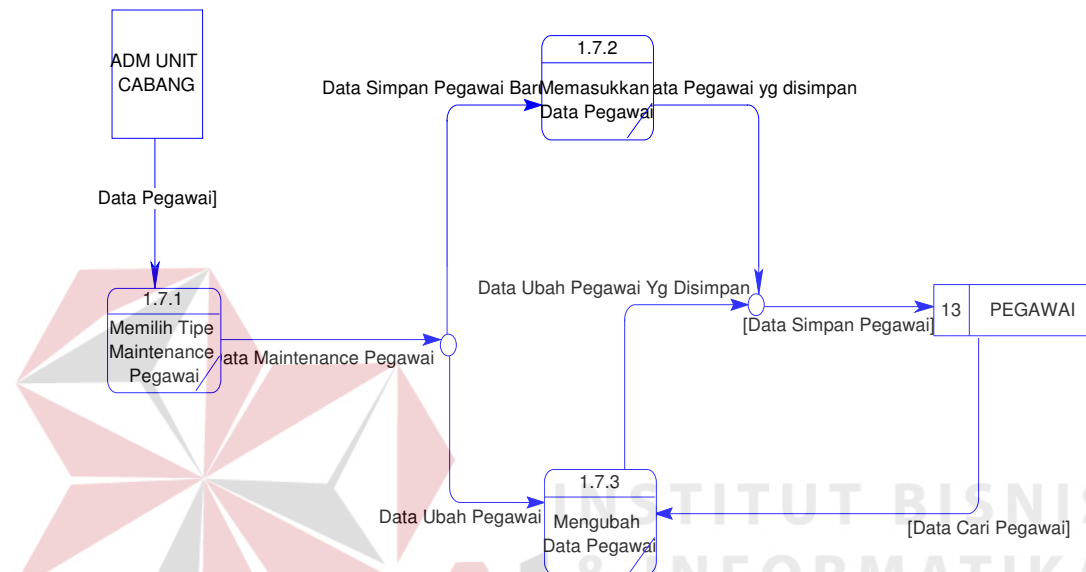 ADM UNIT
CABANG
Data Pegawai]
1.7.1
Memilih Tipe
Maintenance
Pegawai
ata Maintenance Pegawai
Data Simpan Pegawai Bar
1.7.2
Memasukkan
Data Pegawai
ata Pegawai yg disimpan
Data Ubah Pegawai Yg Disimpan
[Data Simpan Pegawai]
13 PEGAWAI
Data Ubah Pegawai
1.7.3
Mengubah
Data Pegawai
[Data Cari Pegawai]
INSTITUT BISNIS
& INFORMATIKA